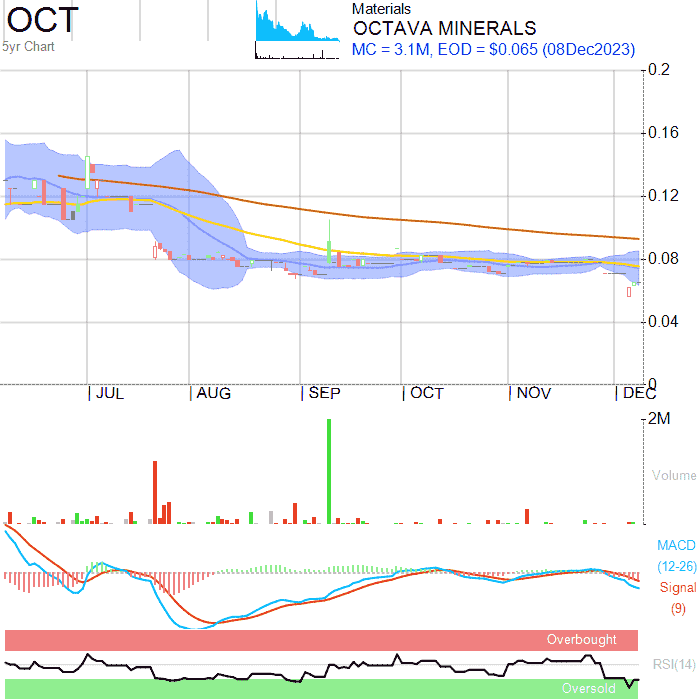 OCT
5yr Chart
Materials
OCTAVA MINERALS
MC = 3.1M, EOD = $0.065 (08Dec2023)
0.2
0.16
0.12
0.08
0.04
0
JUL AUG SEP OCT NOV DEC
2M
Volume
MACD
(12-26)
Signal
(9)
Overbought
RSI(14)
Oversold